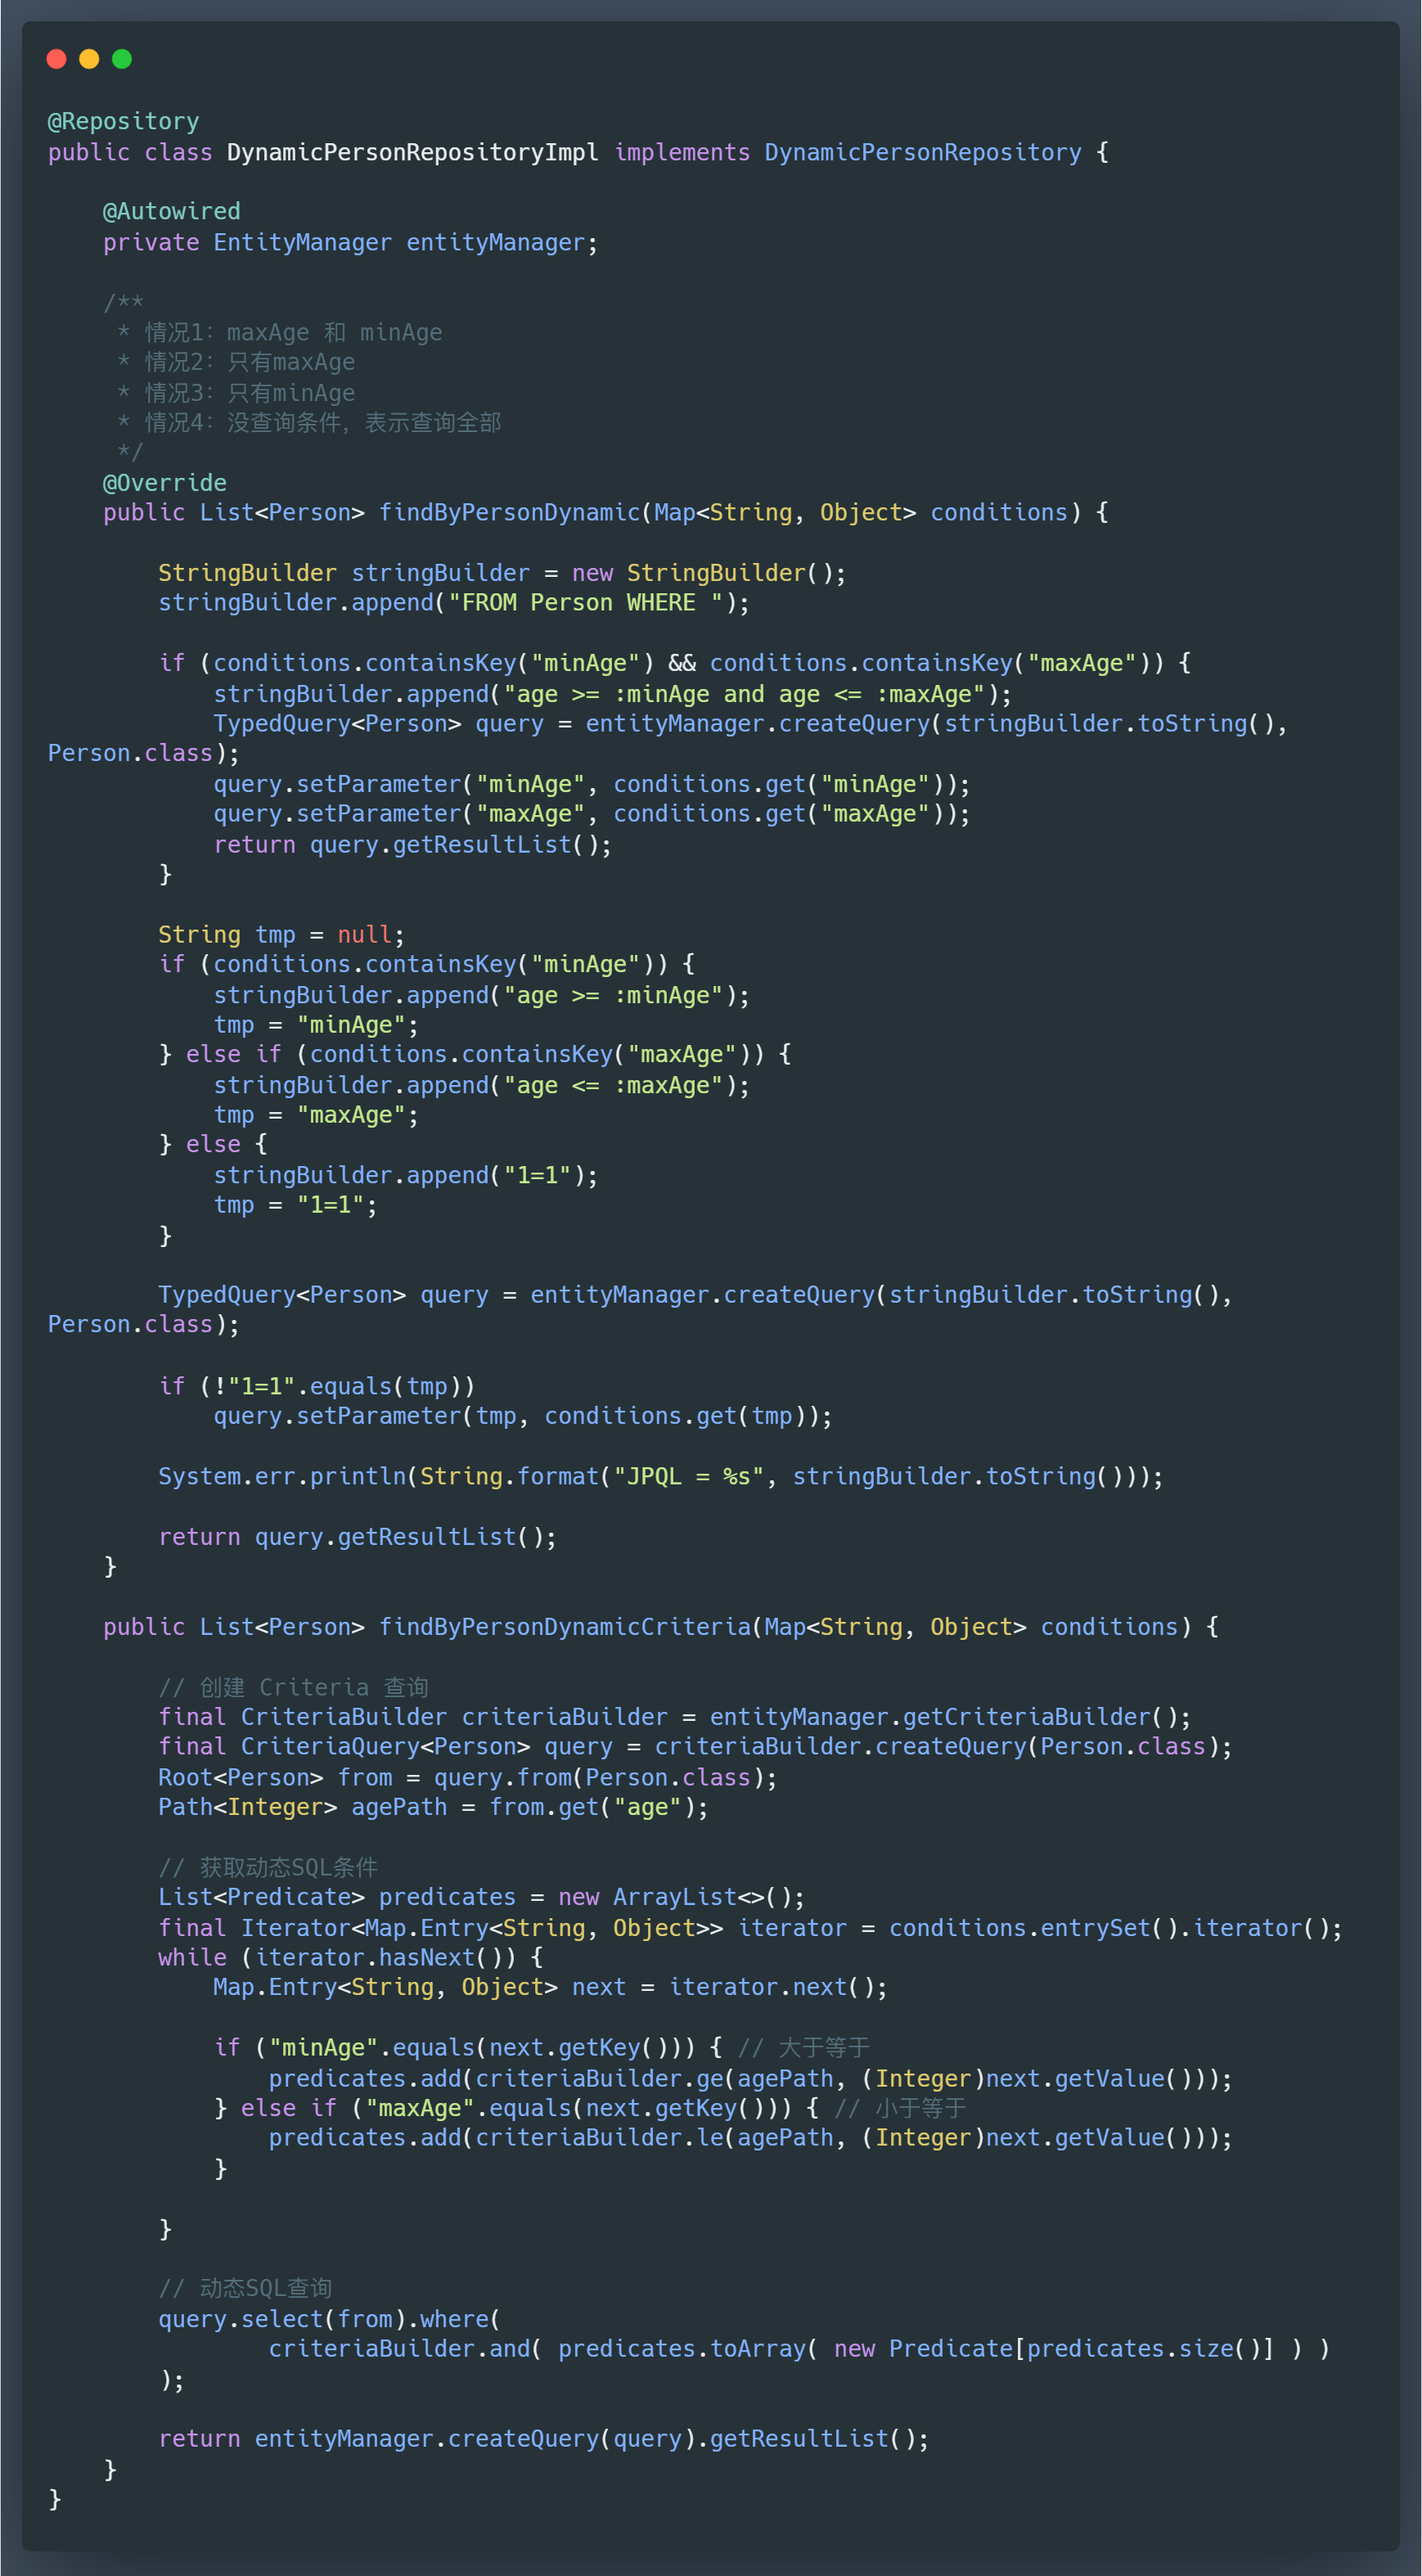 @Repository
public class DynamicPersonRepositoryImpl implements DynamicPersonRepository {
    @Autowired
    private EntityManager entityManager;
    /**
     * 情况1：maxAge 和 minAge
     * 情况2：只有maxAge
     * 情况3：只有minAge
     * 情况4：没查询条件，表示查询全部
     */
    @Override
    public List<Person> findByPersonDynamic(Map<String, Object> conditions) {
        StringBuilder stringBuilder = new StringBuilder();
        stringBuilder.append("FROM Person WHERE ");
        if (conditions.containsKey("minAge") && conditions.containsKey("maxAge")) {
            stringBuilder.append("age >= :minAge and age <= :maxAge");
            TypedQuery<Person> query = entityManager.createQuery(stringBuilder.toString(),
Person.class);
            query.setParameter("minAge", conditions.get("minAge"));
            query.setParameter("maxAge", conditions.get("maxAge"));
            return query.getResultList();
        }
        String tmp = null;
        if (conditions.containsKey("minAge")) {
            stringBuilder.append("age >= :minAge");
            tmp = "minAge";
        } else if (conditions.containsKey("maxAge")) {
            stringBuilder.append("age <= :maxAge");
            tmp = "maxAge";
        } else {
            stringBuilder.append("1=1");
            tmp = "1=1";
        }
        TypedQuery<Person> query = entityManager.createQuery(stringBuilder.toString(),
Person.class);
        if (!"1=1".equals(tmp))
            query.setParameter(tmp, conditions.get(tmp));
        System.err.println(String.format("JPQL = %s", stringBuilder.toString()));
        return query.getResultList();
    }
    public List<Person> findByPersonDynamicCriteria(Map<String, Object> conditions) {
        // 创建 Criteria 查询
        final CriteriaBuilder criteriaBuilder = entityManager.getCriteriaBuilder();
        final CriteriaQuery<Person> query = criteriaBuilder.createQuery(Person.class);
        Root<Person> from = query.from(Person.class);
        Path<Integer> agePath = from.get("age");
        // 获取动态SQL条件
        List<Predicate> predicates = new ArrayList<>();
        final Iterator<Map.Entry<String, Object>> iterator = conditions.entrySet().iterator();
        while (iterator.hasNext()) {
            Map.Entry<String, Object> next = iterator.next();
            if ("minAge".equals(next.getKey())) { // 大于等于
                predicates.add(criteriaBuilder.ge(agePath, (Integer)next.getValue()));
            } else if ("maxAge".equals(next.getKey())) { // 小于等于
                predicates.add(criteriaBuilder.le(agePath, (Integer)next.getValue()));
            }
        }
        // 动态SQL查询
        query.select(from).where(
                criteriaBuilder.and( predicates.toArray( new Predicate[predicates.size()] ) )
        );
        return entityManager.createQuery(query).getResultList();
    }
}